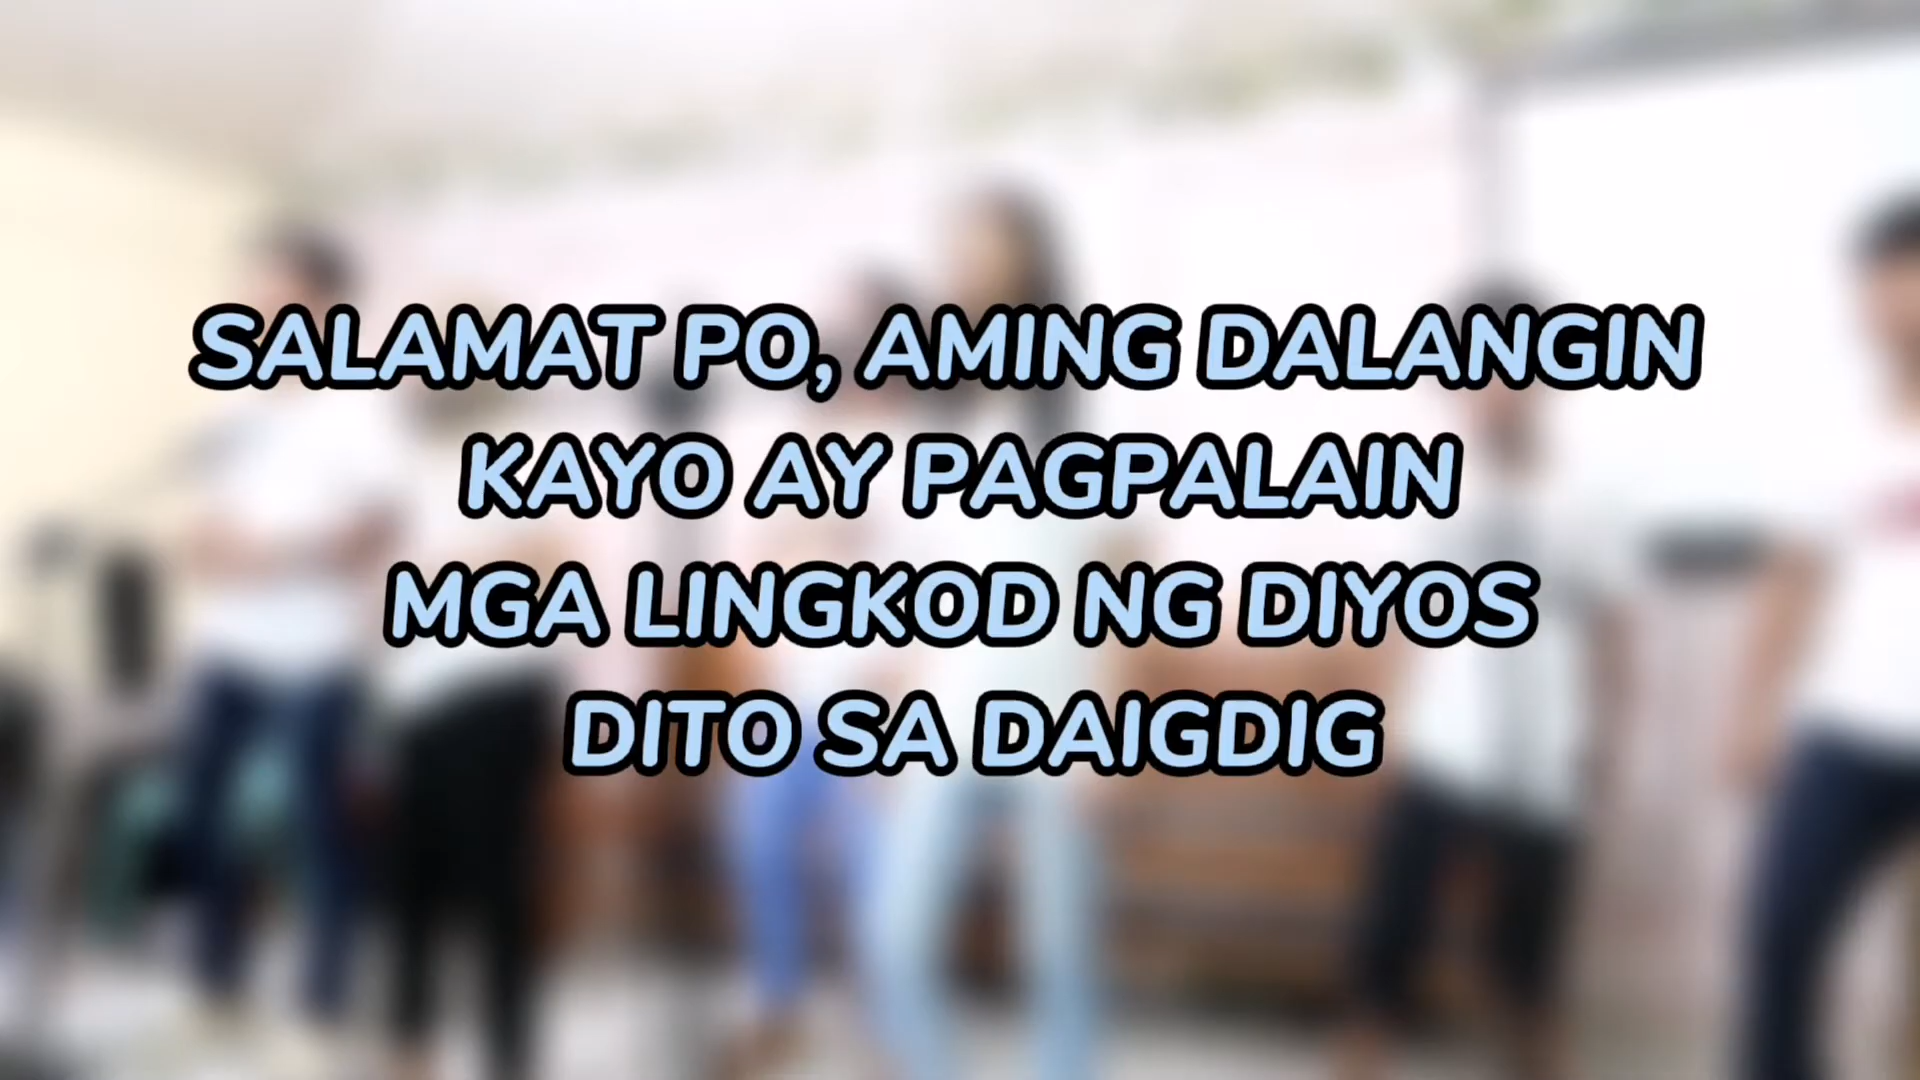 SALAMAT PO, AMING DALANGIN
KAYO AY PAGPALAIN
MGA LINGKOD NG DIYOS
DITO SA DAIGDIG